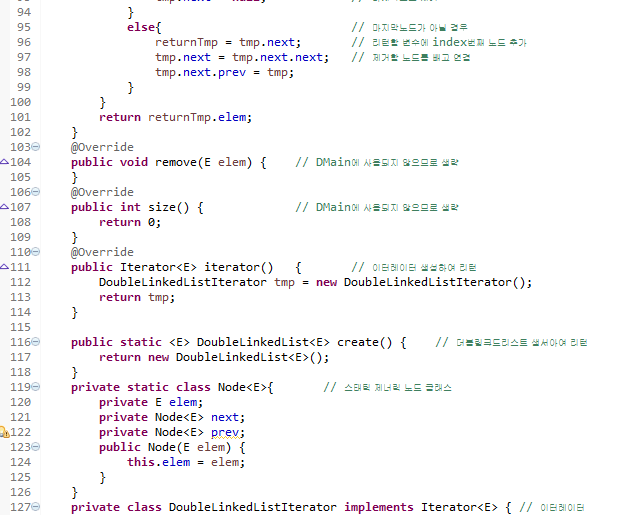 94 }
95 else{ // 마지막노드가 아닐 경우
96 returnTmp = tmp.next; // 리턴할 변수에 index번째 노드 추가
97 tmp.next = tmp.next.next; // 제거할 노드를 빼고 연결
98 tmp.next.prev = tmp;
99 }
100 }
101 return returnTmp.elem;
102 }
103 @Override
104 public void remove(E elem) { // DMain에 사용되지 않으므로 생략
105 }
106 @Override
107 public int size() { // DMain에 사용되지 않으므로 생략
108 return 0;
109 }
110 @Override
111 public Iterator<E> iterator() { // 이터레이터 생성하여 리턴
112 DoubleLinkedListIterator tmp = new DoubleLinkedListIterator();
113 return tmp;
114 }
115
116 public static <E> DoubleLinkedList<E> create() { // 더블링크드리스트 생서아여 리턴
117 return new DoubleLinkedList<E>();
118 }
119 private static class Node<E>{ // 스태틱 제너릭 노드 클래스
120 private E elem;
121 private Node<E> next;
122 private Node<E> prev;
123 public Node(E elem) {
124 this.elem = elem;
125 }
126 }
127 private class DoubleLinkedListIterator implements Iterator<E> { // 이터레이터